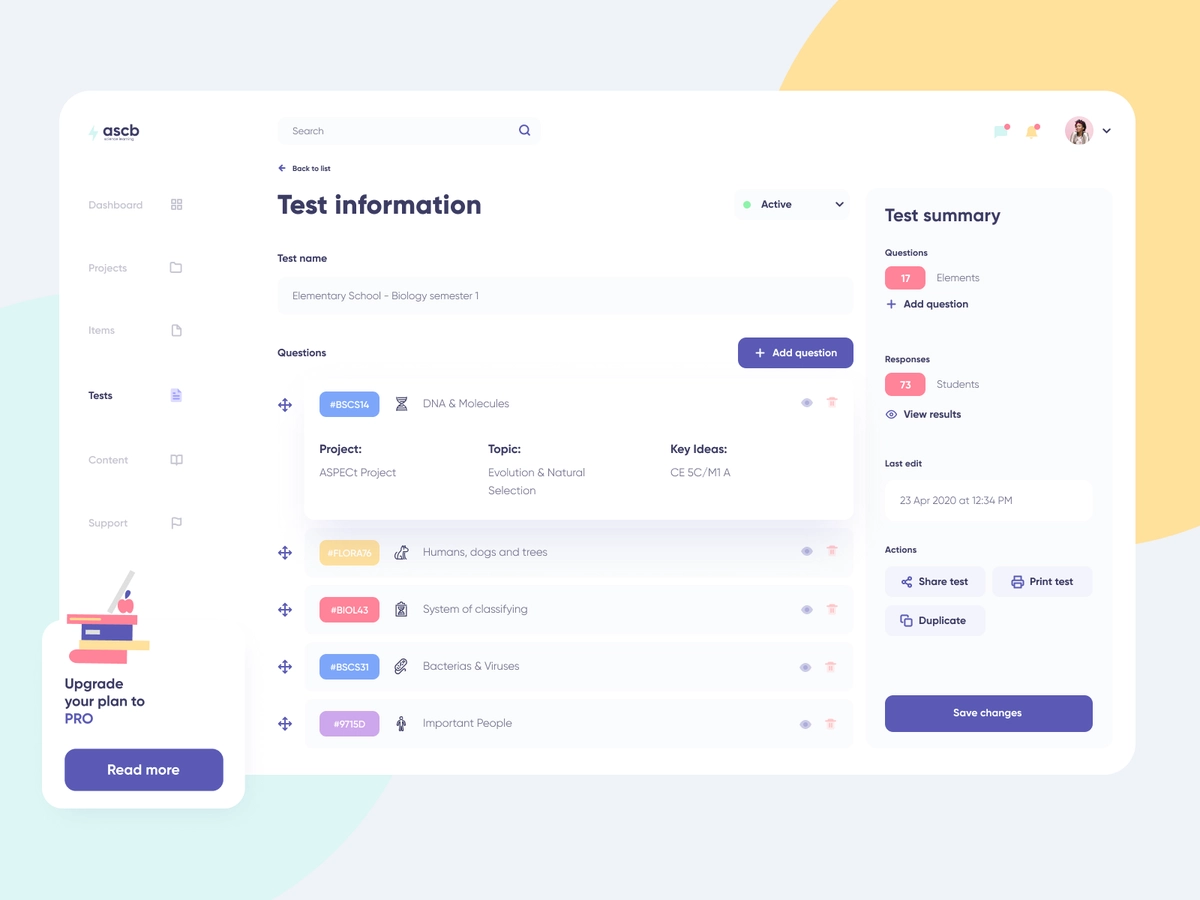 ascb
Search
Back to list
Dashboard
Projects
Items
Tests
Content
Support
Upgrade
your plan to
PRO
Read more
Test information
Active
Test name
Elementary School - Biology semester 1
Questions
Add question
#BSCS14
DNA & Molecules
Project:
ASPECt Project
Topic:
Evolution & Natural
Selection
Key Ideas:
CE 5C/M1 A
#FLORA76
Humans, dogs and trees
#BIOL43
System of classifying
#BSCS31
Bacterias & Viruses
#9715D
Important People
Test summary
Questions
17
Elements
Add question
Responses
73
Students
View results
Last edit
23 Apr 2020 at 12:34 PM
Actions
Share test
Print test
Duplicate
Save changes